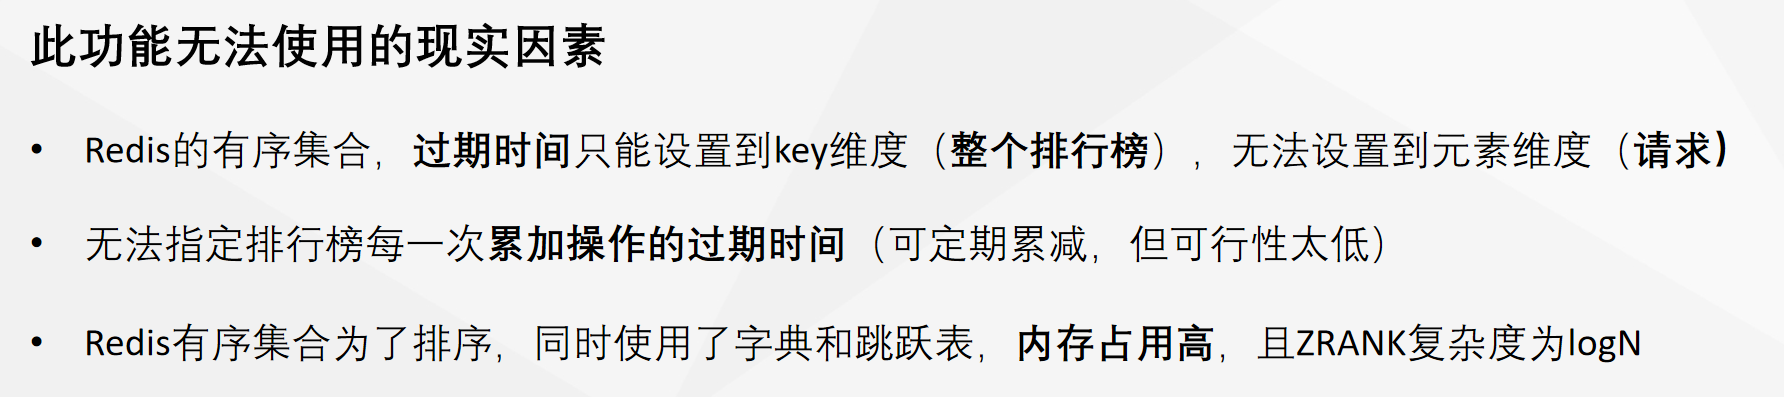 此功能无法使用的现实因素
• Redis的有序集合，过期时间只能设置到key维度（整个排行榜），无法设置到元素维度（请求）
• 无法指定排行榜每一次累加操作的过期时间（可定期累减，但可行性太低）
• Redis有序集合为了排序，同时使用了字典和跳跃表，内存占用高，且ZRANK复杂度为logN